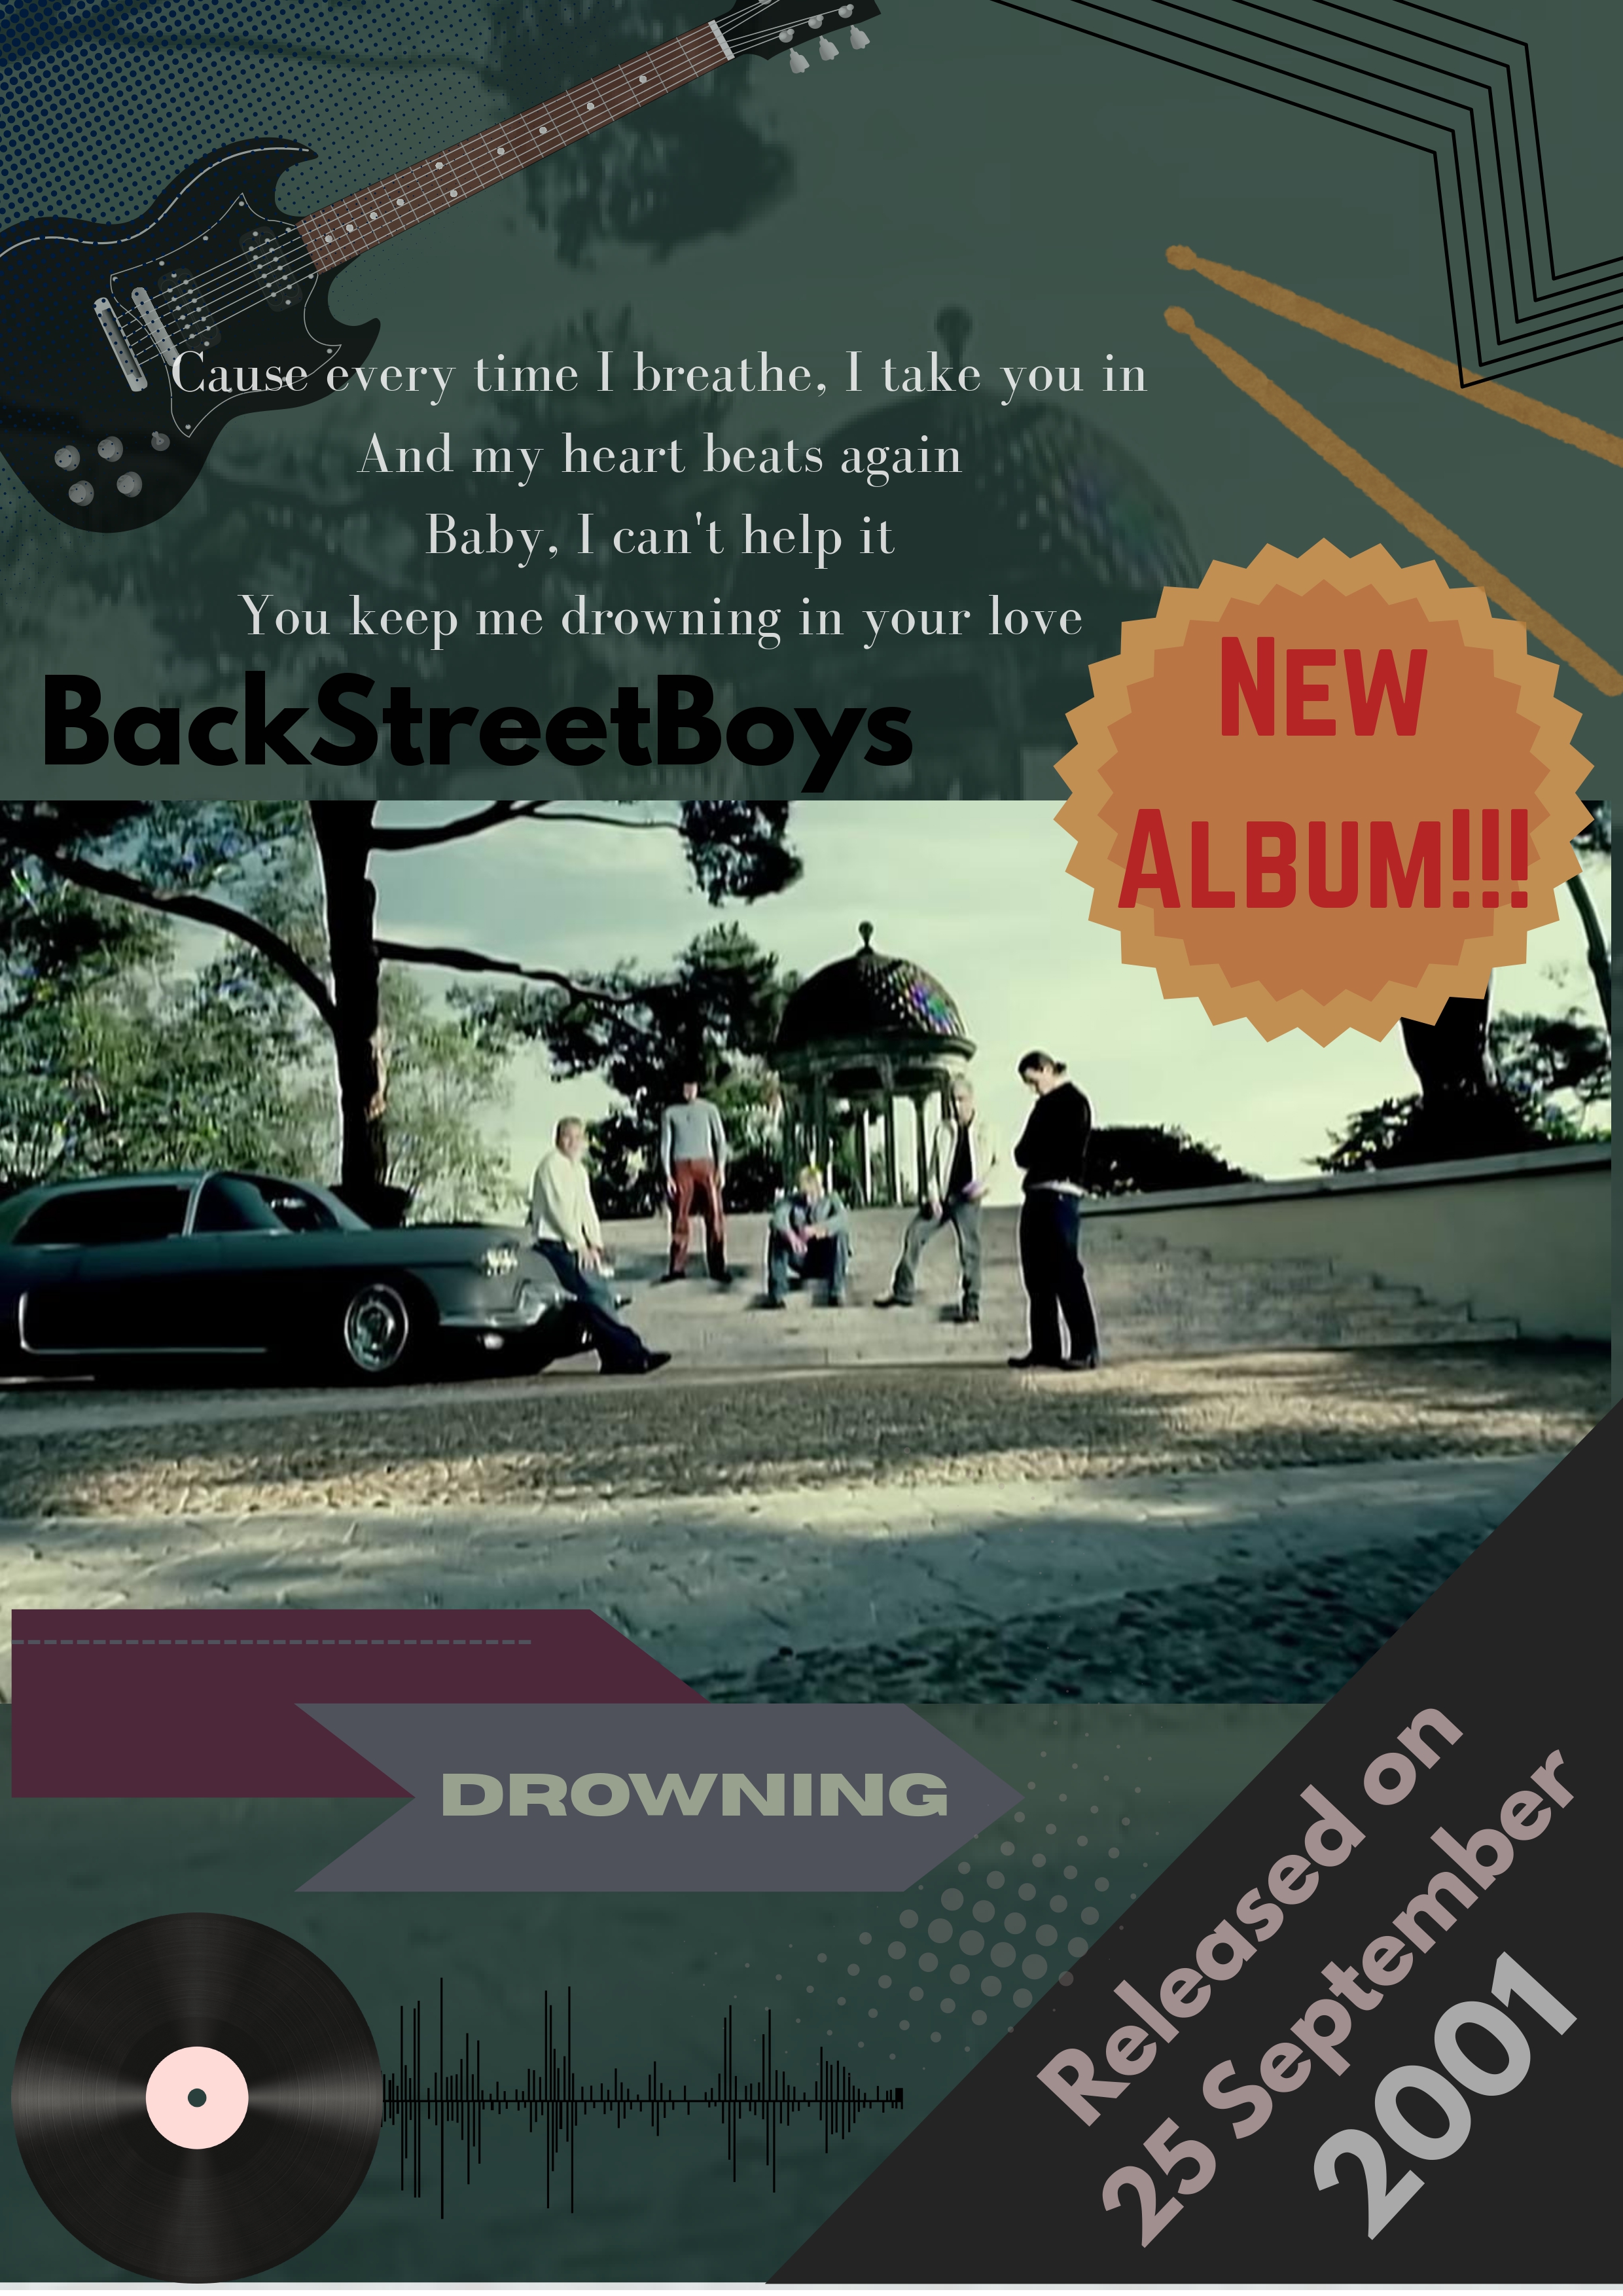 Cause every time I breathe, I take you in
And my heart beats again
Baby, I can't help it
You keep me drowning in your love
BackStreetBoys
NEW
ALBUM!!!
DROWNING
Released on
25 September
2001